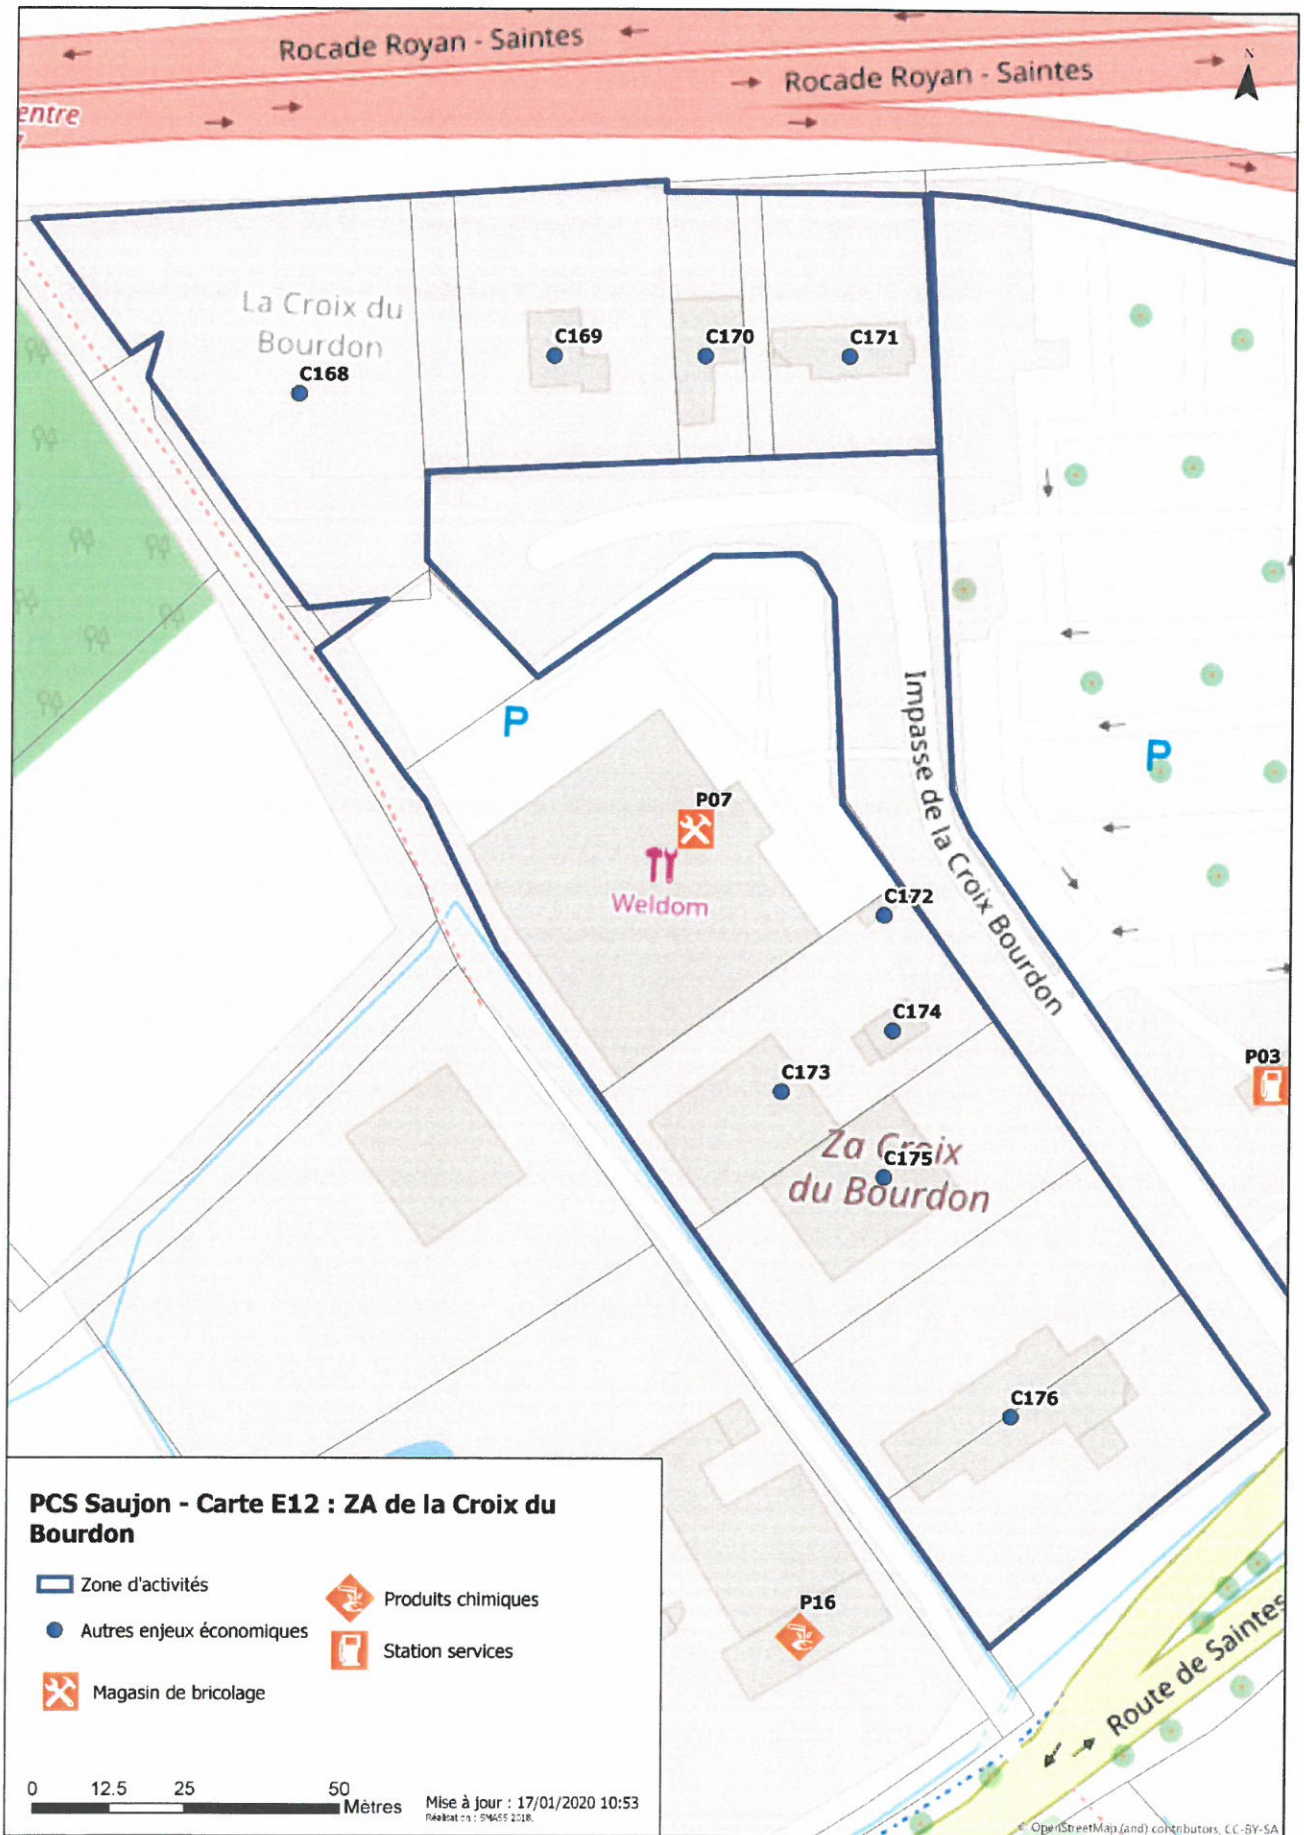 Rocade Royan - Saintes
Rocade Royan - Saintes
N
entre
La Croix du
Bourdon
C168
C169
C170
C171
P
P
P07
Weldom
Impasse de la Croix Bourdon
C172
C174
C173
P03
Za Croix
du Bourdon
C175
C176
P16
Route de Saintes
PCS Saujon - Carte E12 : ZA de la Croix du
Bourdon
Zone d'activités
Autres enjeux économiques
Magasin de bricolage
Produits chimiques
Station services
0 12.5 25 50
Mètres
Mise à jour : 17/01/2020 10:53
Réalisation : SMASS 2018.
© OpenStreetMap (and) contributors, CC-BY-SA